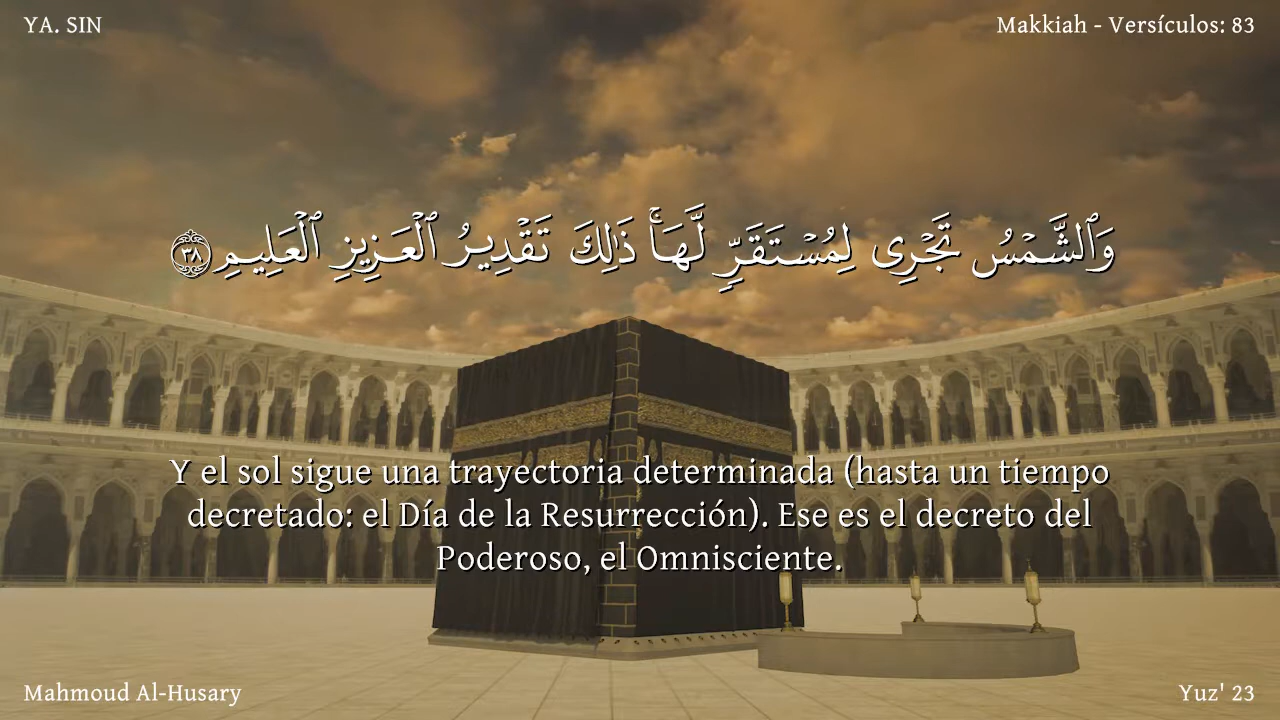 YA. SIN
Makkiah - Versículos: 83
وَٱلشَّمْسُ تَجْرِى لِمُسْتَقَرٍّ لَّهَا ۚ ذَٰلِكَ تَقْدِيرُ ٱلْعَزِيزِ ٱلْعَلِيمِ ٣٨
Y el sol sigue una trayectoria determinada (hasta un tiempo
decretado: el Día de la Resurrección). Ese es el decreto del
Poderoso, el Omnisciente.
Mahmoud Al-Husary
Yuz' 23